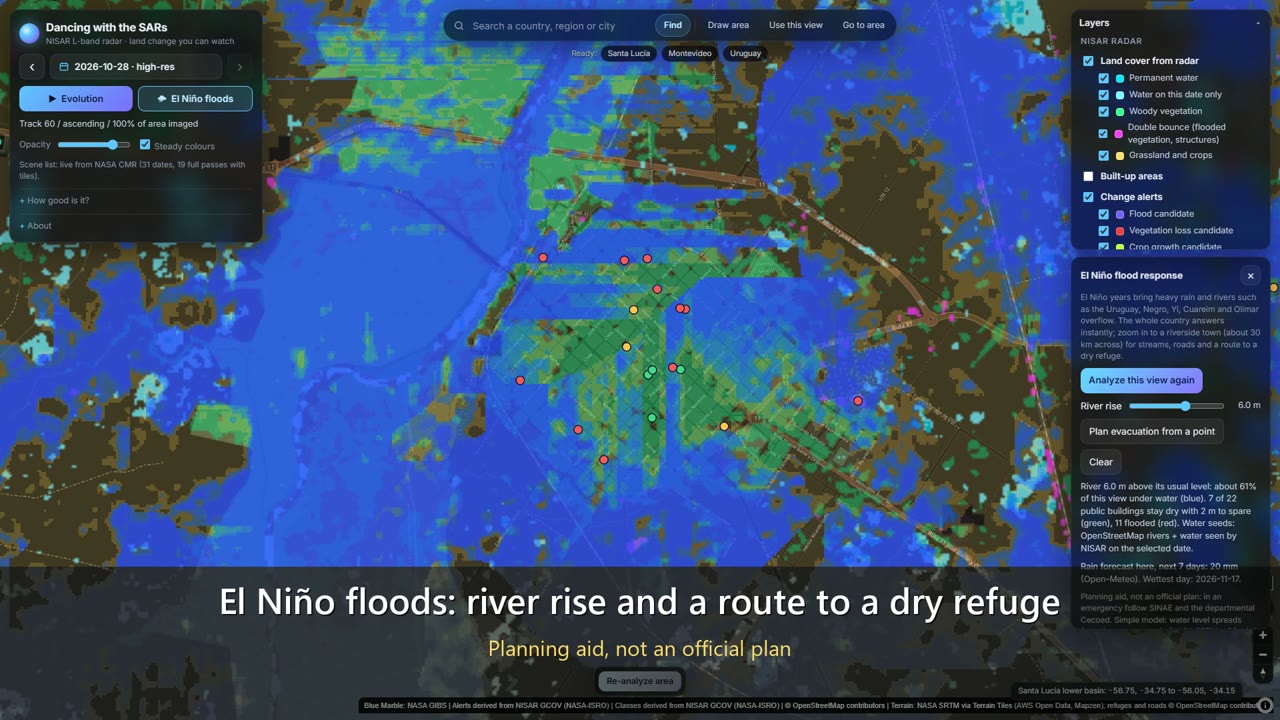 Dancing with the SARs
NISAR L-band radar · land change you can watch
2026-10-28 · high-res
Evolution
El Niño floods
Track 60 / ascending / 100% of area imaged
Opacity
Steady colours
Scene list: live from NASA CMR (31 dates, 19 full passes with
tiles).
+ How good is it?
+ About
Search a country, region or city
Find
Draw area
Use this view
Go to area
Ready:
Santa Lucía
Montevideo
Uruguay
Layers
NISAR RADAR
Land cover from radar
Permanent water
Water on this date only
Woody vegetation
Double bounce (flooded
vegetation, structures)
Grassland and crops
Built-up areas
Change alerts
Flood candidate
Vegetation loss candidate
Crop growth candidate
El Niño flood response
El Niño years bring heavy rain and rivers such
as the Uruguay, Negro, Yi, Cuareim and Olimar
overflow. The whole country answers
instantly; zoom in to a riverside town (about 30
km across) for streams, roads and a route to a
dry refuge.
Analyze this view again
River rise
6.0 m
Plan evacuation from a point
Clear
River 6.0 m above its usual level: about 61%
of this view under water (blue). 7 of 22
public buildings stay dry with 2 m to spare
(green), 11 flooded (red). Water seeds:
OpenStreetMap rivers + water seen by
NISAR on the selected date.
Rain forecast here, next 7 days: 20 mm
(Open-Meteo). Wettest day: 2026-11-17.
Planning aid, not an official plan: in an
emergency follow SINAE and the departmental
Cecoed. Simple model: water level spreads
El Niño floods: river rise and a route to a dry refuge
Planning aid, not an official plan
Re-analyze area
Santa Lucía lower basin: -56.75, -34.75 to -56.05, -34.15
Blue Marble: NASA GIBS | Alerts derived from NISAR GCOV (NASA-ISRO) | Classes derived from NISAR GCOV (NASA-ISRO) | © OpenStreetMap contributors | Terrain: NASA SRTM via Terrain Tiles (AWS Open Data, Mapzen); refuges and roads © OpenStreetMap